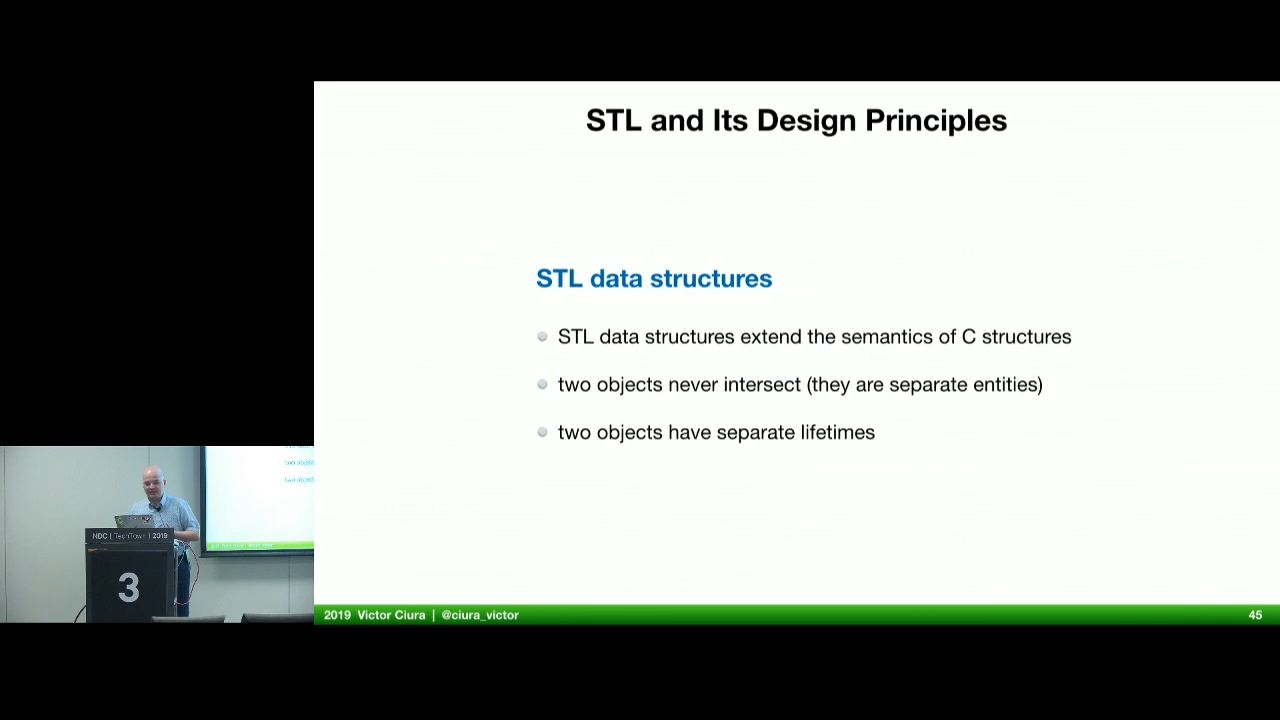 STL and Its Design Principles
STL data structures
STL data structures extend the semantics of C structures
two objects never intersect (they are separate entities)
two objects have separate lifetimes
NDC | TechTown | 2019
3
2019 Victor Ciura | @ciura_victor
45